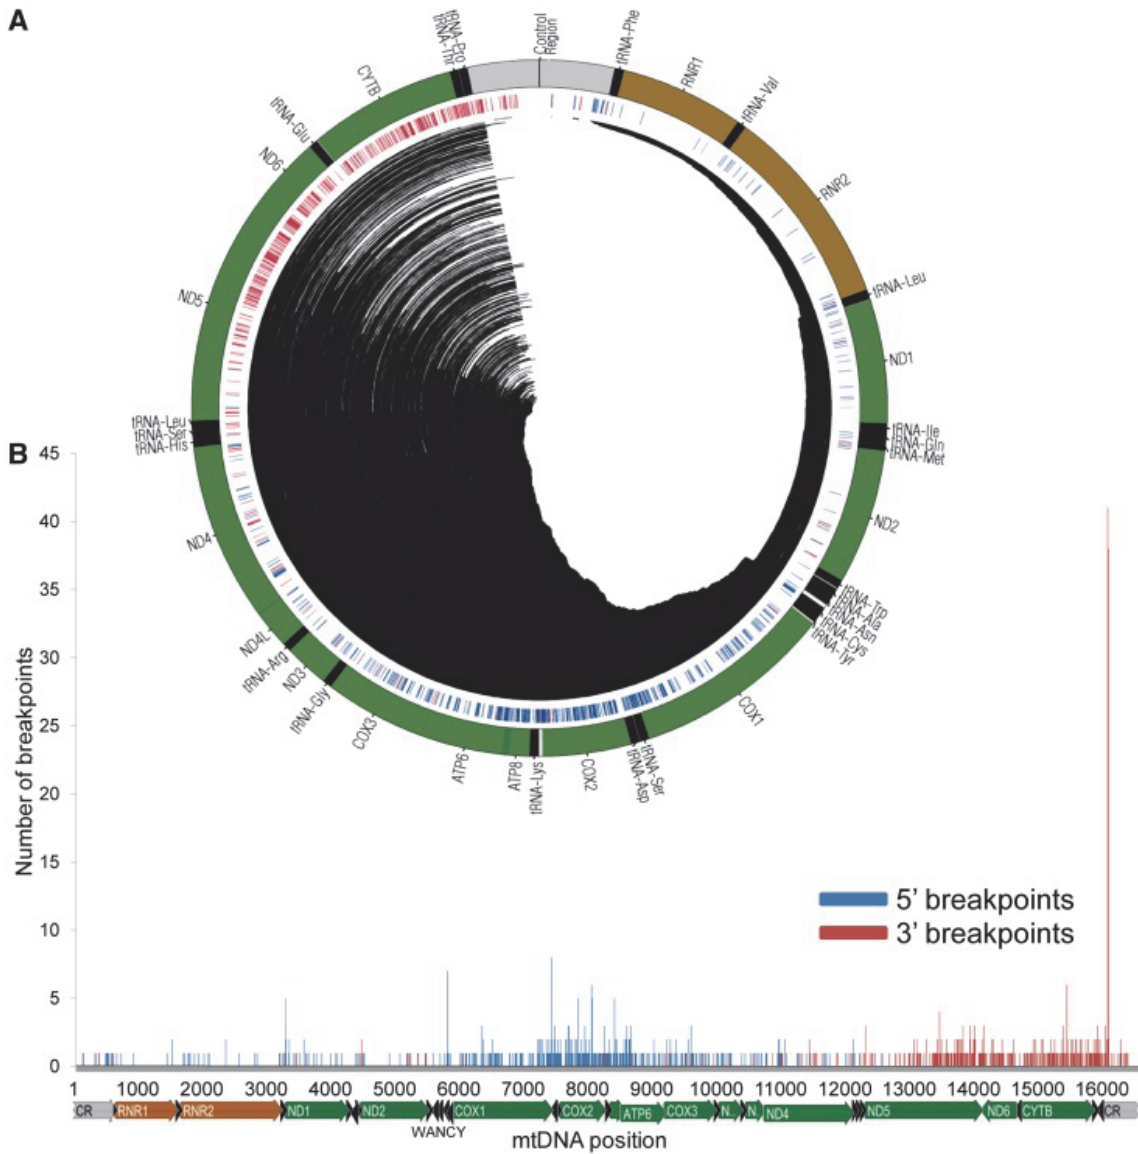 A
Control
Region
tRNA-Phe
RNR1
tRNA-Val
RNR2
tRNA-Leu
ND1
tRNA-Ile
tRNA-Gln
tRNA-Met
ND2
tRNA-Trp
tRNA-Ala
tRNA-Asn
tRNA-Cys
tRNA-Tyr
COX1
tRNA-Ser
tRNA-Asp
COX2
tRNA-Lys
ATP8
ATP6
COX3
tRNA-Gly
ND3
tRNA-Arg
ND4L
ND4
tRNA-His
tRNA-Ser
tRNA-Leu
ND5
ND6
tRNA-Glu
CYTB
tRNA-Thr
tRNA-Pro
B
Number of breakpoints
45
40
35
30
25
20
15
10
5
0
5' breakpoints
3' breakpoints
1 1000 2000 3000 4000 5000 6000 7000 8000 9000 10000 11000 12000 13000 14000 15000 16000
CR RNR1 RNR2 ND1 ND2 COX1 COX2 ATP6 COX3 N N ND4 ND5 ND6 CYTB CR
WANCY
mtDNA position